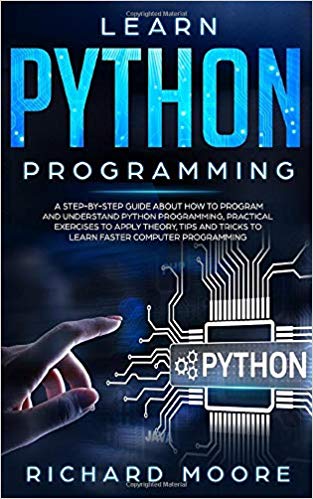 LEARN
PYTHON
PROGRAMMING
A STEP-BY-STEP GUIDE ABOUT HOW TO PROGRAM
AND UNDERSTAND PYTHON PROGRAMMING, PRACTICAL
EXERCISES TO APPLY THEORY, TIPS AND TRICKS TO
LEARN FASTER COMPUTER PROGRAMMING
PYTHON
JAVA
RICHARD MOORE